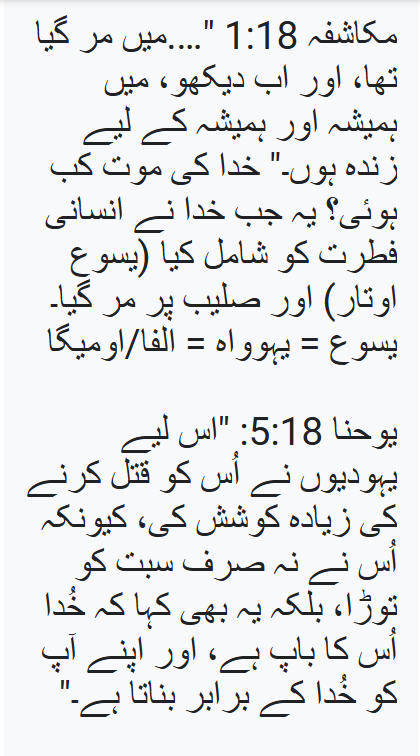 مکاشفہ 1:18 "....میں مر گیا
تھا، اور اب دیکھو، میں
ہمیشہ اور ہمیشہ کے لیے
زندہ ہوں۔" خدا کی موت کب
ہوئی؟ یہ جب خدا نے انسانی
فطرت کو شامل کیا (یسوع
اوتار) اور صلیب پر مر گیا۔
یسوع = یہوواہ = الفا/اومیگا
یوحنا 5:18: "اس لیے
یہودیوں نے اُس کو قتل کرنے
کی زیادہ کوشش کی، کیونکہ
اُس نے نہ صرف سبت کو
توڑا، بلکہ یہ بھی کہا کہ خُدا
اُس کا باپ ہے، اور اپنے آپ
کو خُدا کے برابر بناتا ہے۔"